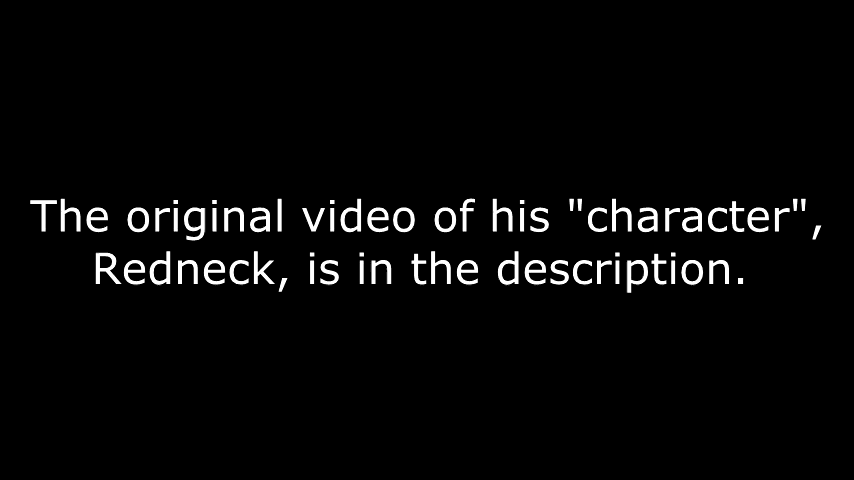 The original video of his "character",
Redneck, is in the description.